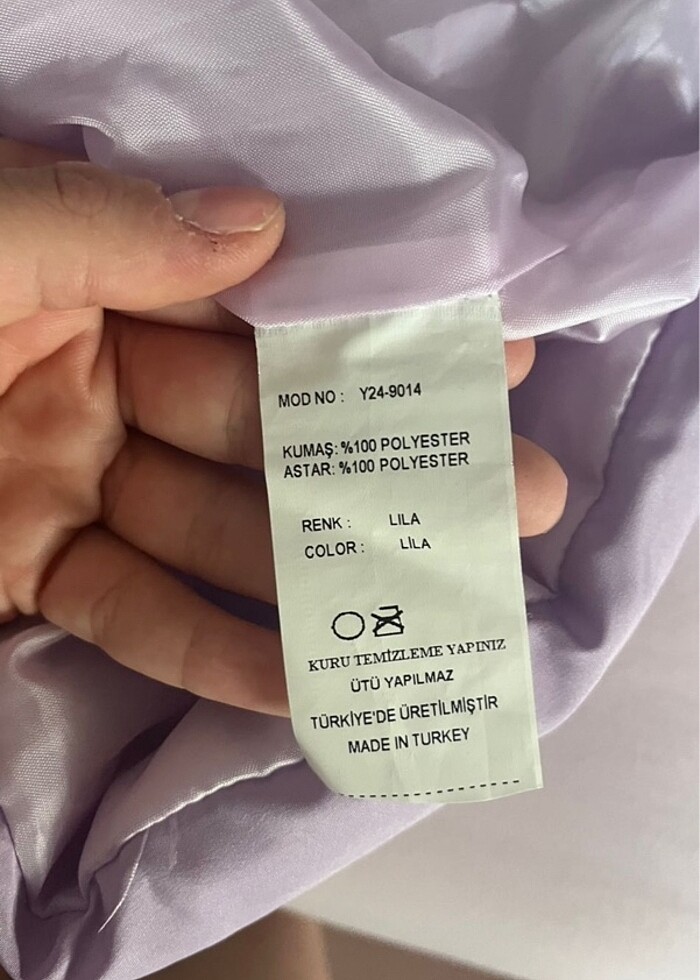 MOD NO : Y24-9014
KUMAŞ: %100 POLYESTER
ASTAR: %100 POLYESTER
RENK : LILA
COLOR : LİLA
KURU TEMİZLEME YAPINIZ
ÜTÜ YAPILMAZ
TÜRKİYE'DE ÜRETİLMİŞTİR
MADE IN TURKEY